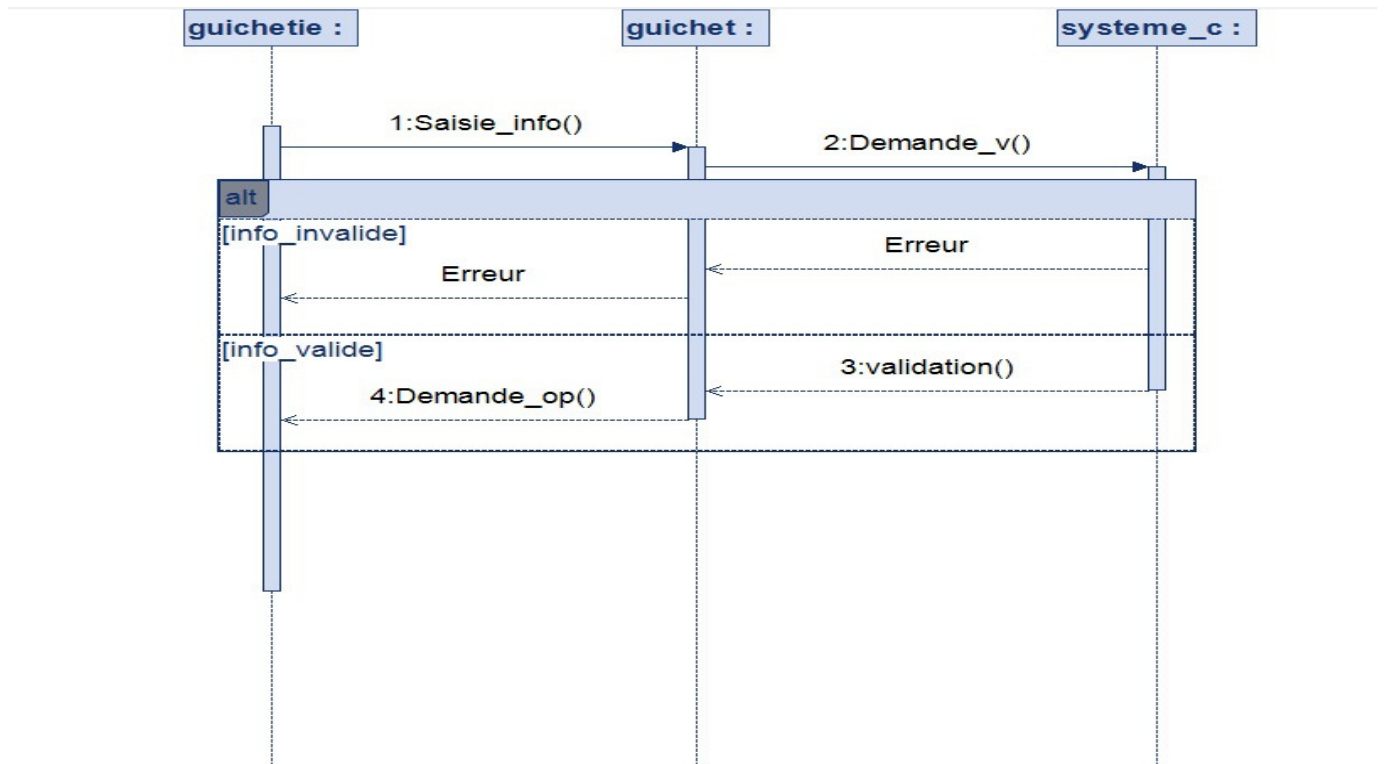 guichetie :
guichet :
systeme_c :
1:Saisie_info()
2:Demande_v()
alt
[info_invalide]
Erreur
Erreur
[info_valide]
3:validation()
4:Demande_op()